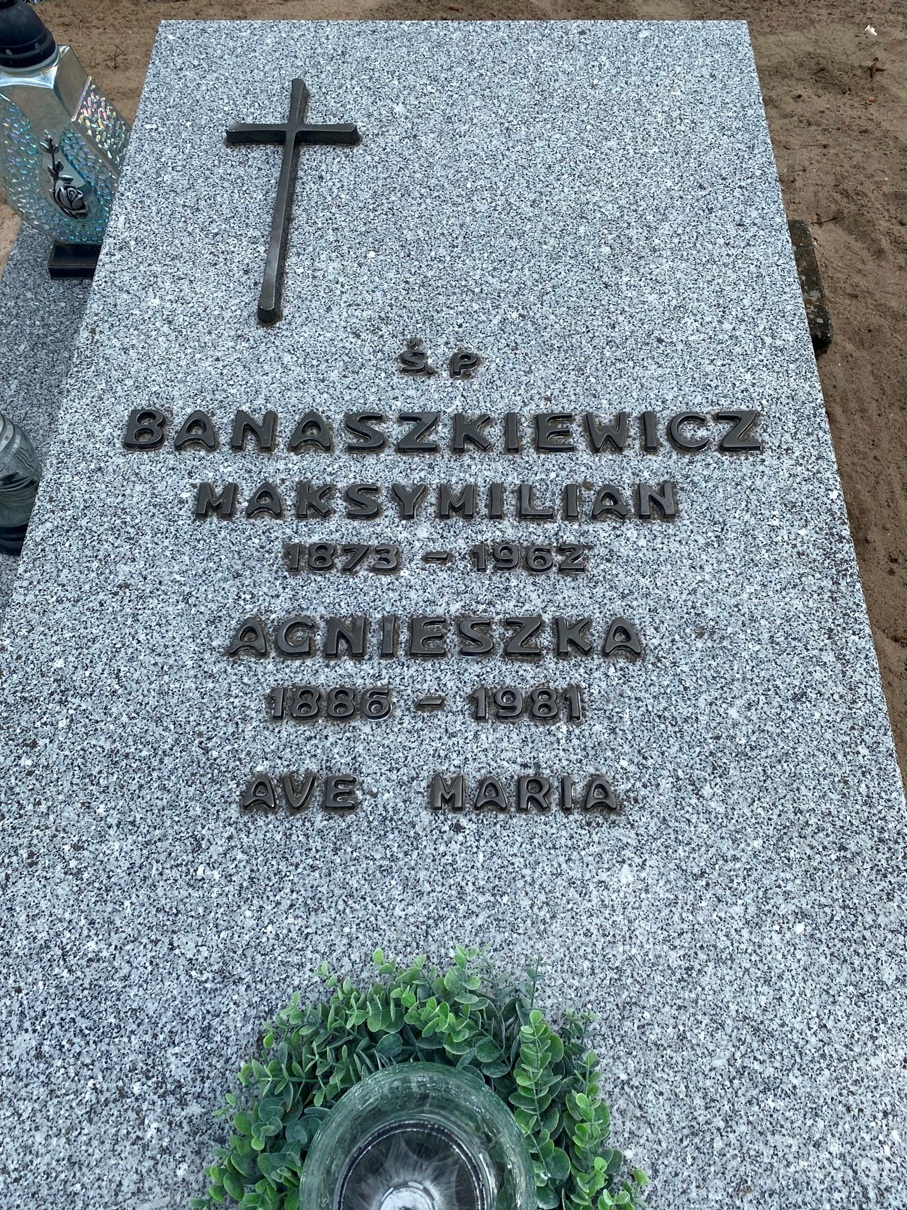 Ś. P.
BANASZKIEWICZ
MAKSYMILIAN
1873 - 1962
AGNIESZKA
1886 - 1981
AVE MARIA